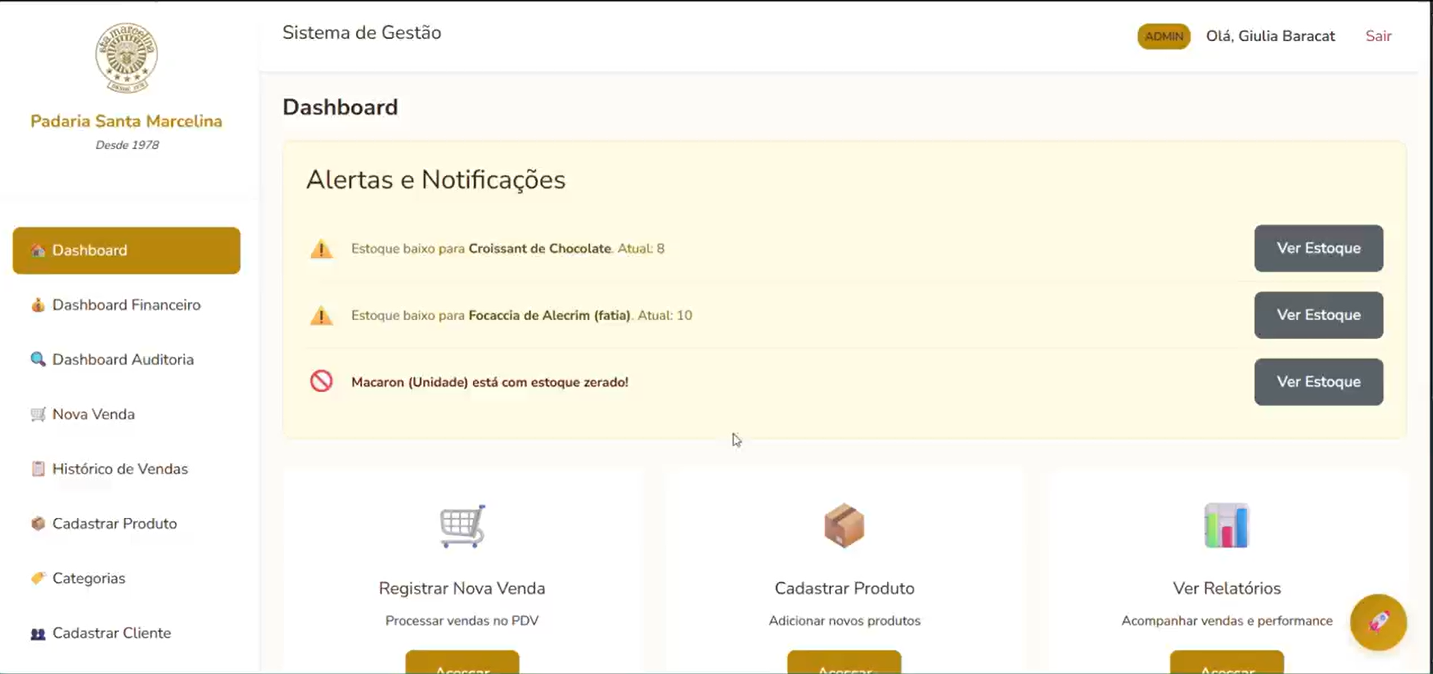 Sistema de Gestão
ADMIN
Olá, Giulia Baracat
Sair
sta marcelina
Padaria Santa Marcelina
Desde 1978
Dashboard
Dashboard Financeiro
Dashboard Auditoria
Nova Venda
Histórico de Vendas
Cadastrar Produto
Categorias
Cadastrar Cliente
Dashboard
Alertas e Notificações
Estoque baixo para Croissant de Chocolate. Atual: 8
Ver Estoque
Estoque baixo para Focaccia de Alecrim (fatia). Atual: 10
Ver Estoque
Macaron (Unidade) está com estoque zerado!
Ver Estoque
Registrar Nova Venda
Processar vendas no PDV
Acessar
Cadastrar Produto
Adicionar novos produtos
Acessar
Ver Relatórios
Acompanhar vendas e performance
Acessar